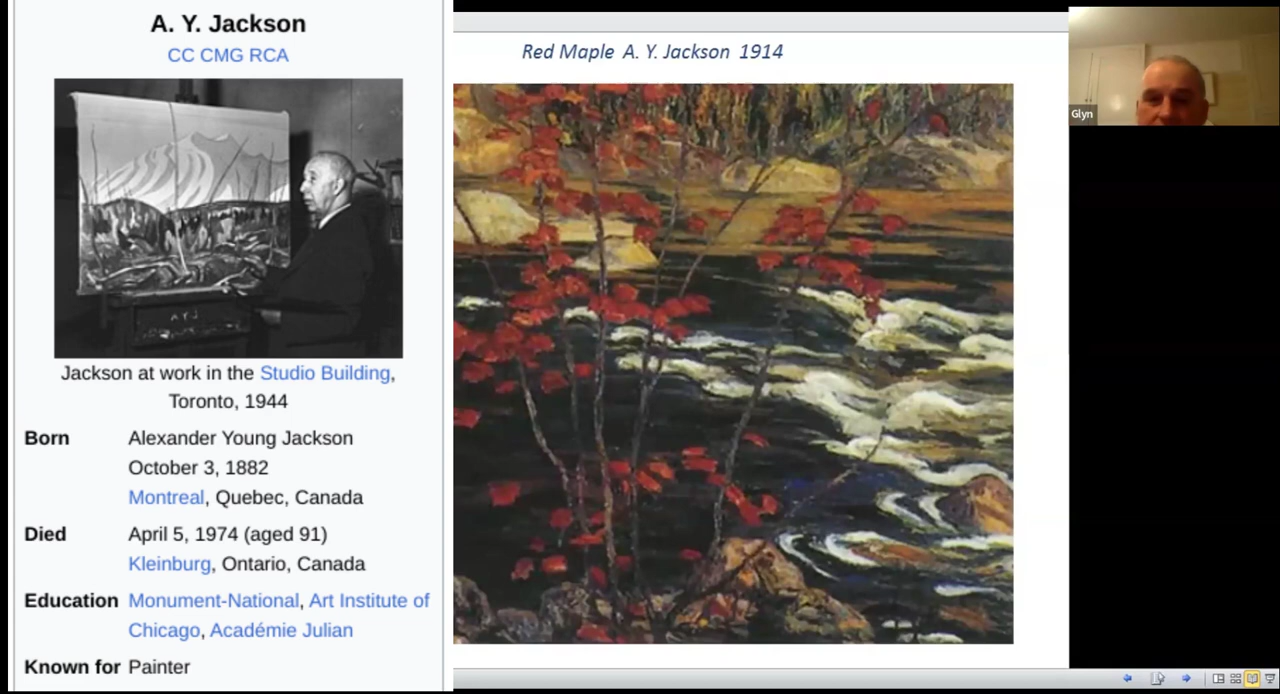 A. Y. Jackson
CC CMG RCA
Jackson at work in the Studio Building,
Toronto, 1944
Born Alexander Young Jackson
October 3, 1882
Montreal, Quebec, Canada
Died April 5, 1974 (aged 91)
Kleinburg, Ontario, Canada
Education Monument-National, Art Institute of
Chicago, Académie Julian
Known for Painter
Red Maple A. Y. Jackson 1914
Glyn
AYJ